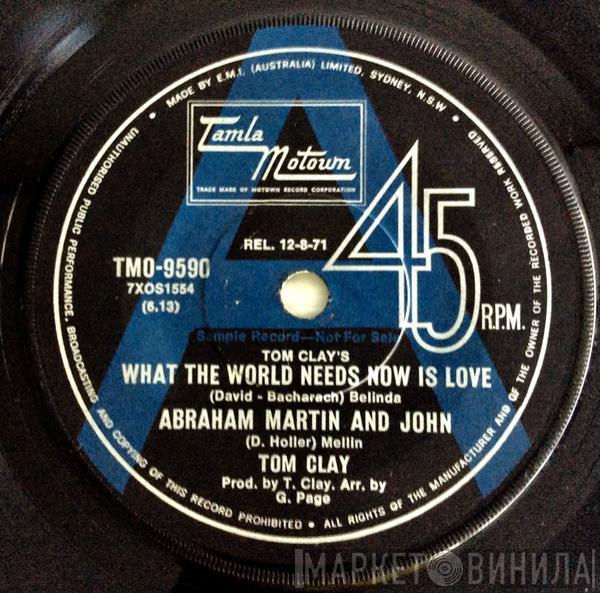 MADE BY E.M.I. (AUSTRALIA) LIMITED, SYDNEY, N.S.W. •
UNAUTHORISED PUBLIC PERFORMANCE, BROADCASTING AND COPYING OF THIS RECORD PROHIBITED • ALL RIGHTS OF THE MANUFACTURER AND OF THE OWNER OF THE RECORDED WORK RESERVED •
A
Tamla
Motown
TRADE MARK OF MOTOWN RECORD CORPORATION
REL. 12-8-71
45
R.P.M.
TMO-9590
7XOS1554
(6.13)
Sample Record—Not For Sale
TOM CLAY'S
WHAT THE WORLD NEEDS NOW IS LOVE
(David - Bacharach) Belinda
ABRAHAM MARTIN AND JOHN
(D. Holler) Mellin
TOM CLAY
Prod. by T. Clay. Arr. by
G. Page
МАРКЕТ ВИНИЛА